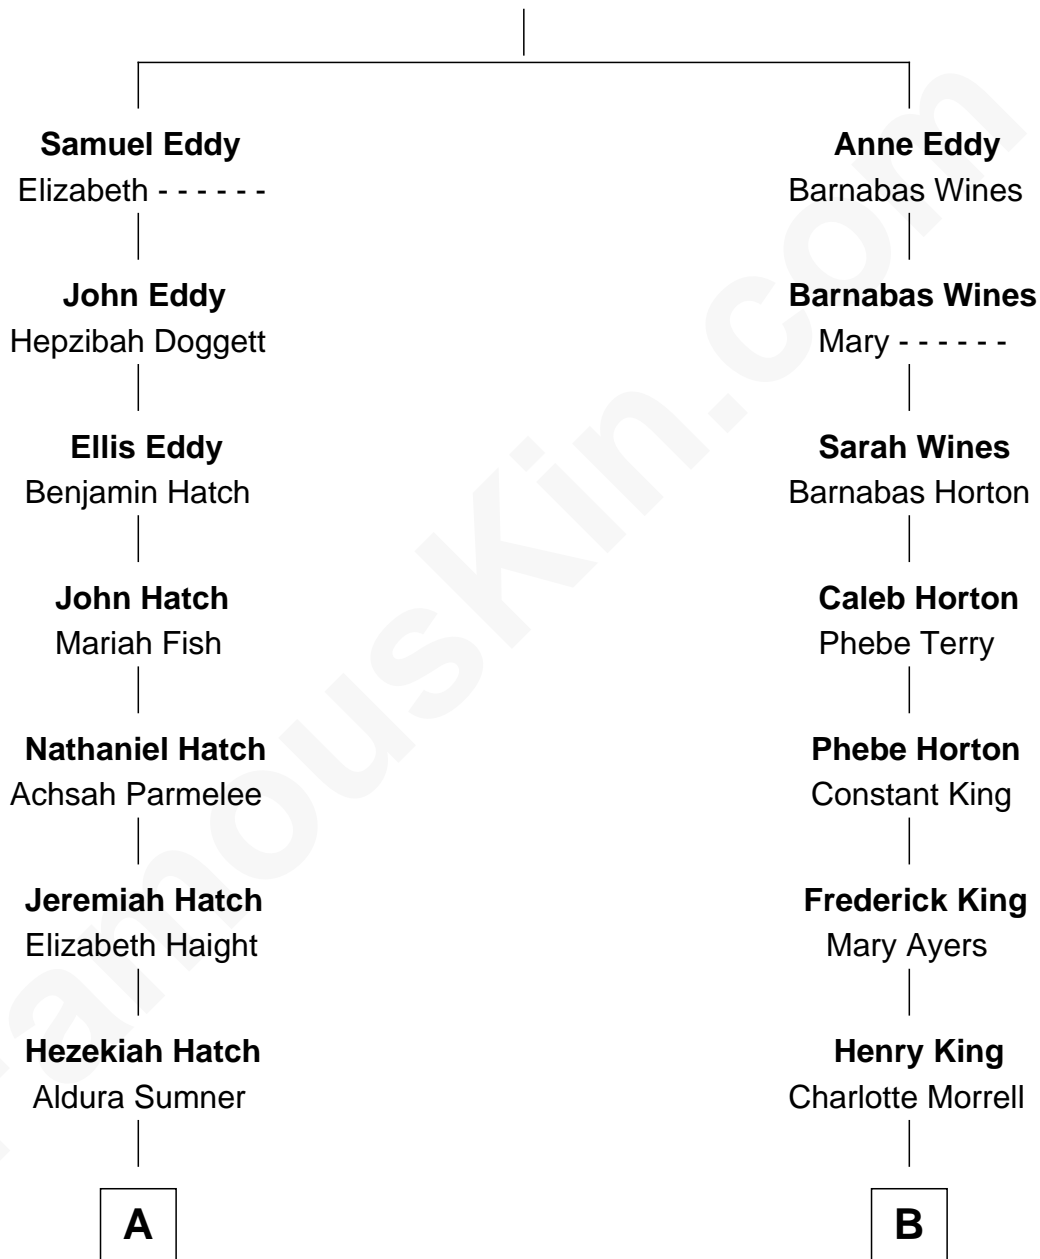 Samuel Eddy
Elizabeth - - - - - -
John Eddy
Hepzibah Doggett
Ellis Eddy
Benjamin Hatch
John Hatch
Mariah Fish
Nathaniel Hatch
Achsah Parmelee
Jeremiah Hatch
Elizabeth Haight
Hezekiah Hatch
Aldura Sumner
A
Anne Eddy
Barnabas Wines
Barnabas Wines
Mary - - - - - -
Sarah Wines
Barnabas Horton
Caleb Horton
Phebe Terry
Phebe Horton
Constant King
Frederick King
Mary Ayers
Henry King
Charlotte Morrell
B
FamousKin.com